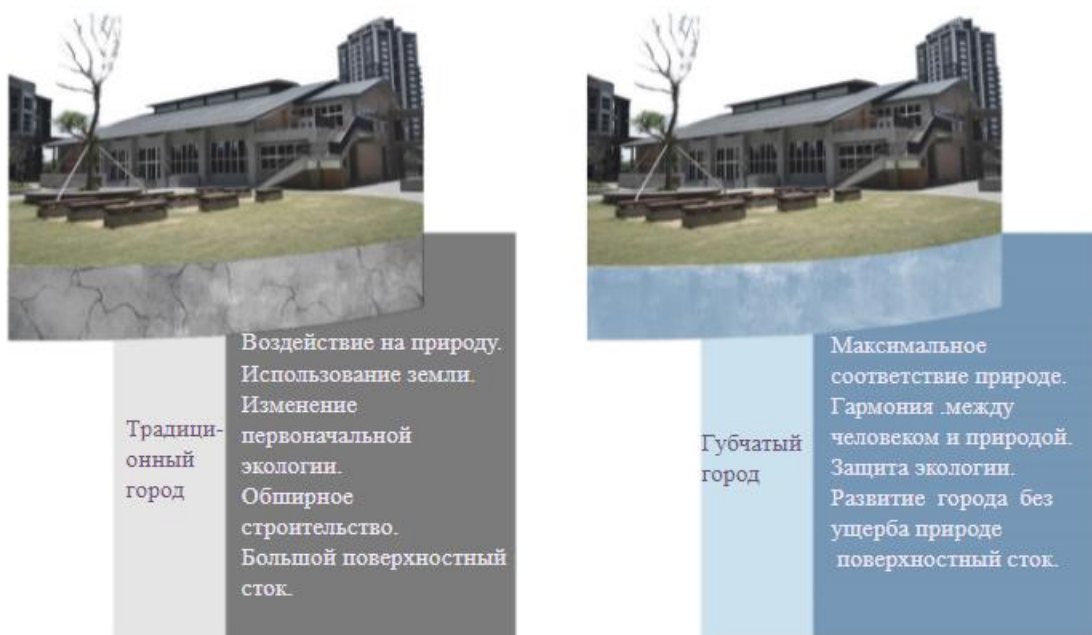 Традици-
онный
город
Воздействие на природу.
Использование земли.
Изменение
первоначальной
экологии.
Обширное
строительство.
Большой поверхностный
сток.
Губчатый
город
Максимальное
соответствие природе.
Гармония .между
человеком и природой.
Защита экологии.
Развитие города без
ущерба природе
поверхностный сток.